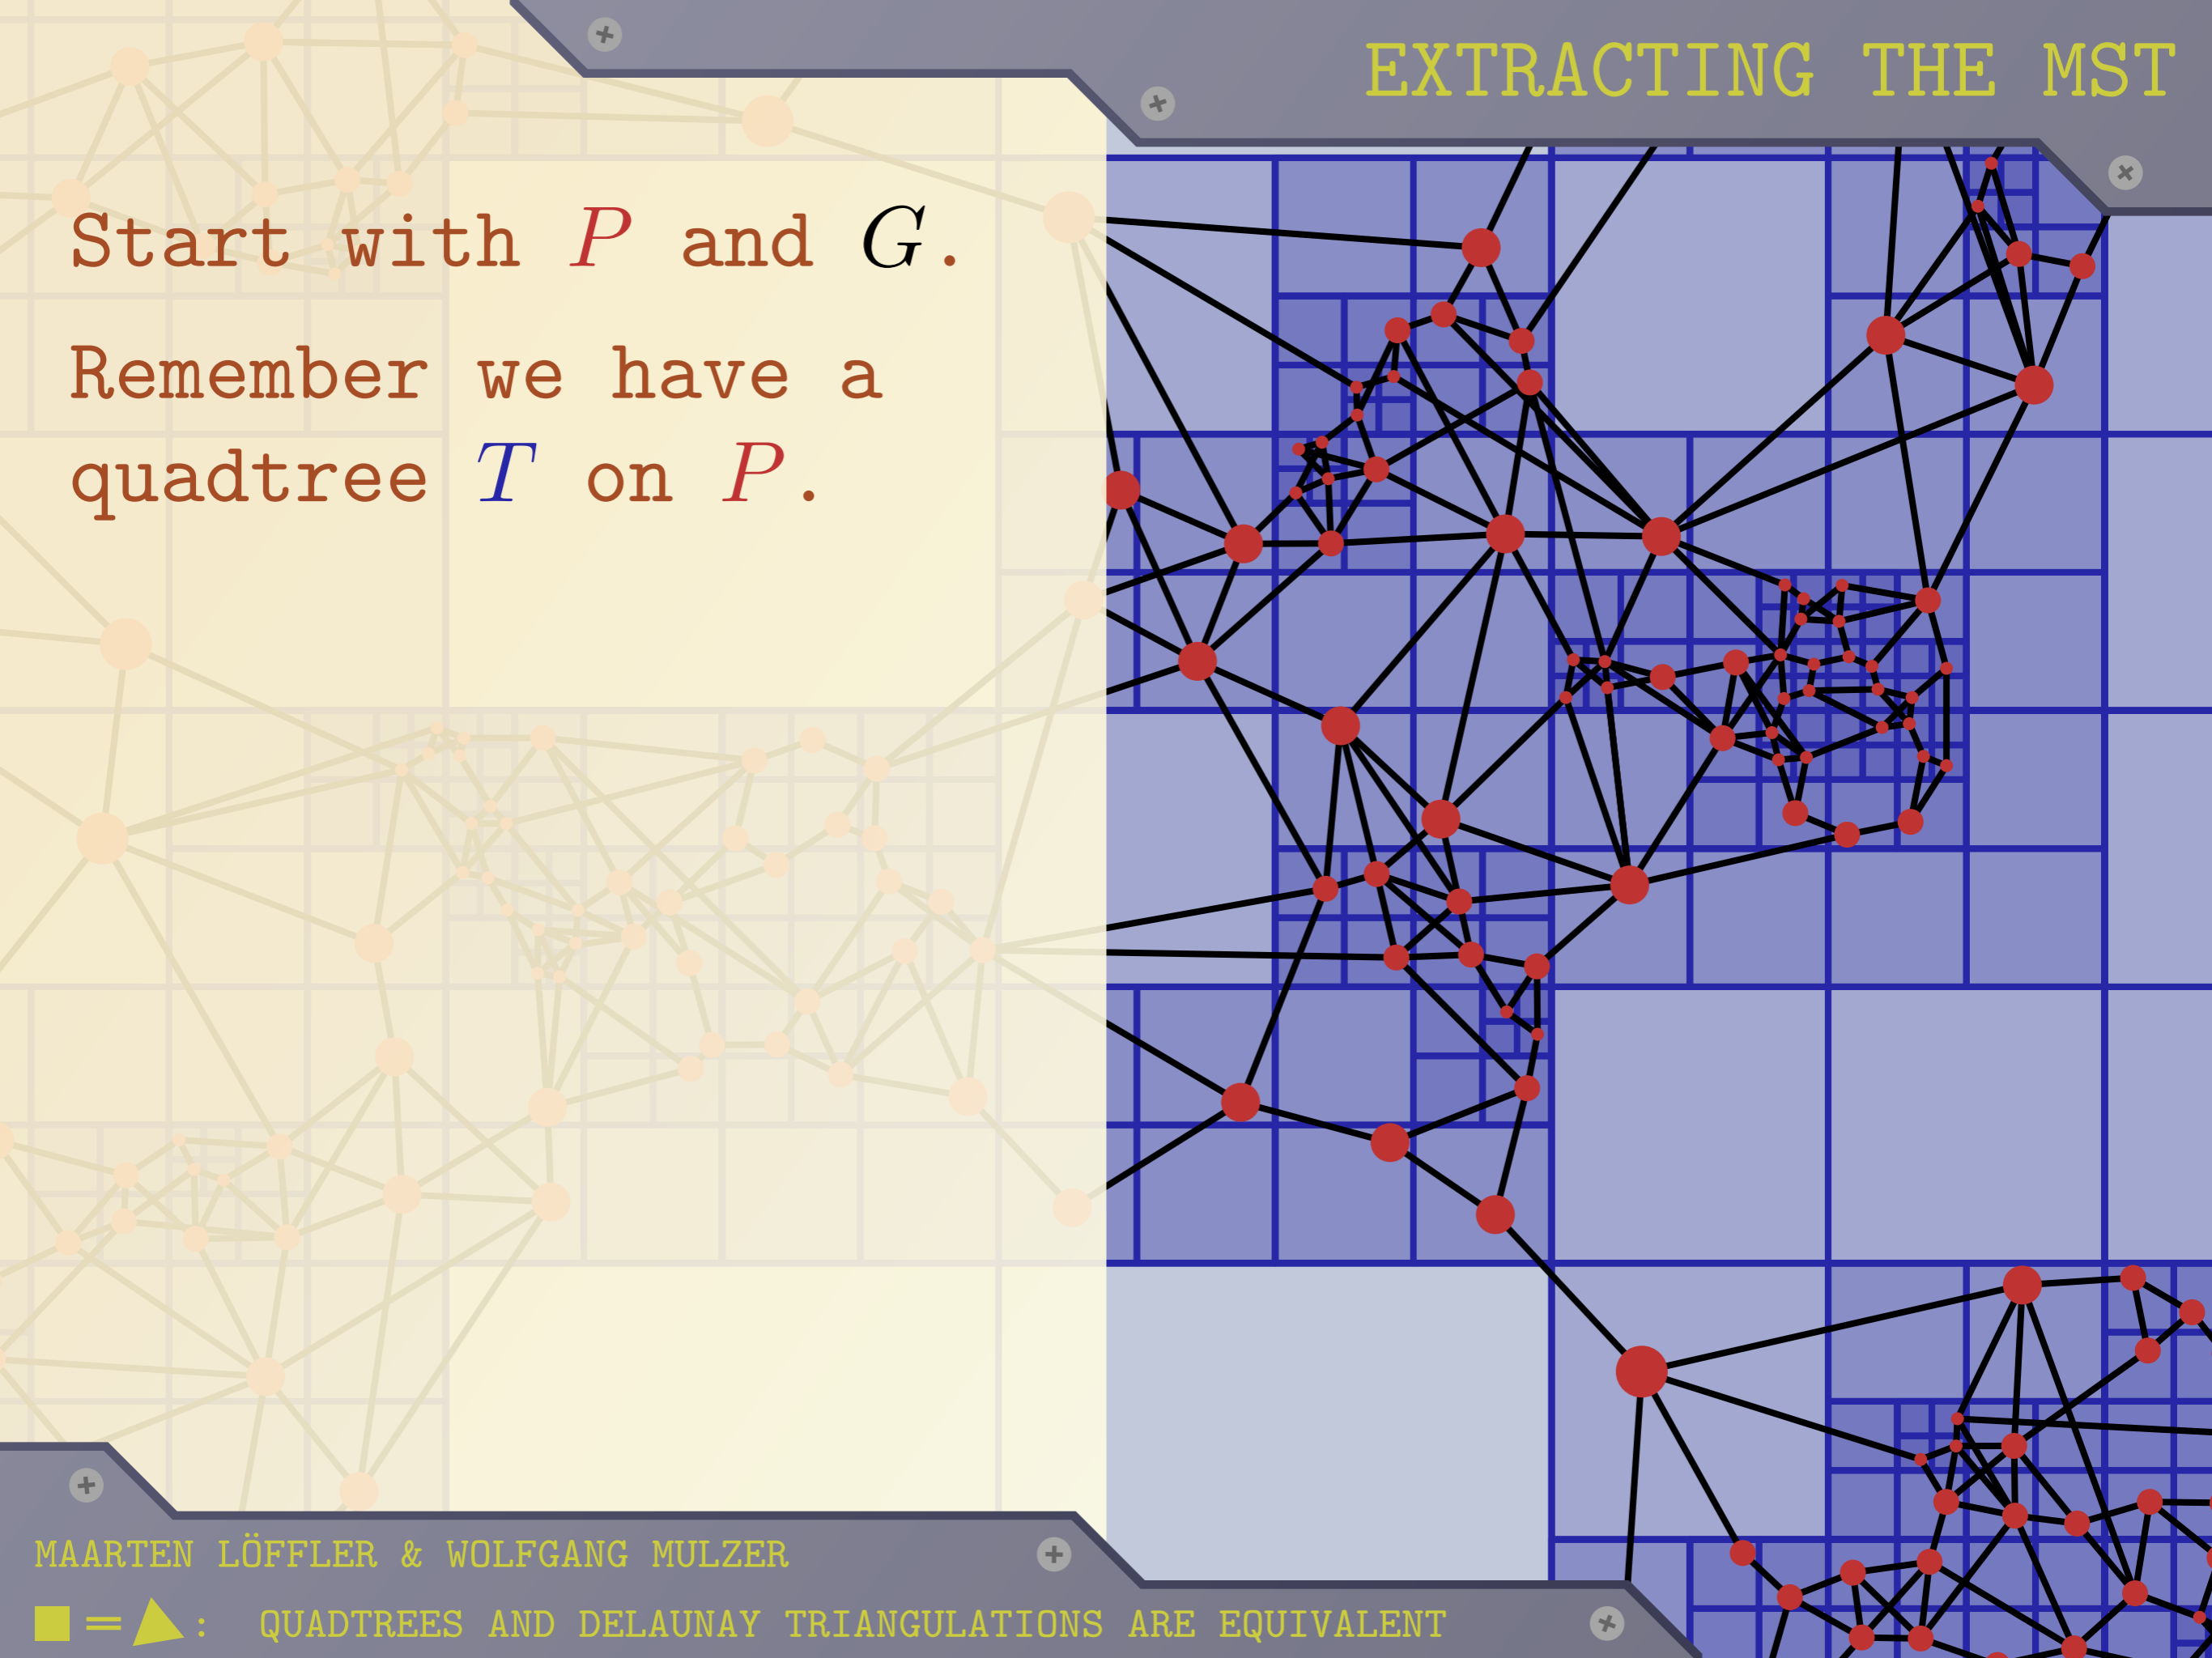 EXTRACTING THE MST
Start with P and G.
Remember we have a
quadtree T on P.
MAARTEN LÖFFLER & WOLFGANG MULZER
■=▲: QUADTREES AND DELAUNAY TRIANGULATIONS ARE EQUIVALENT